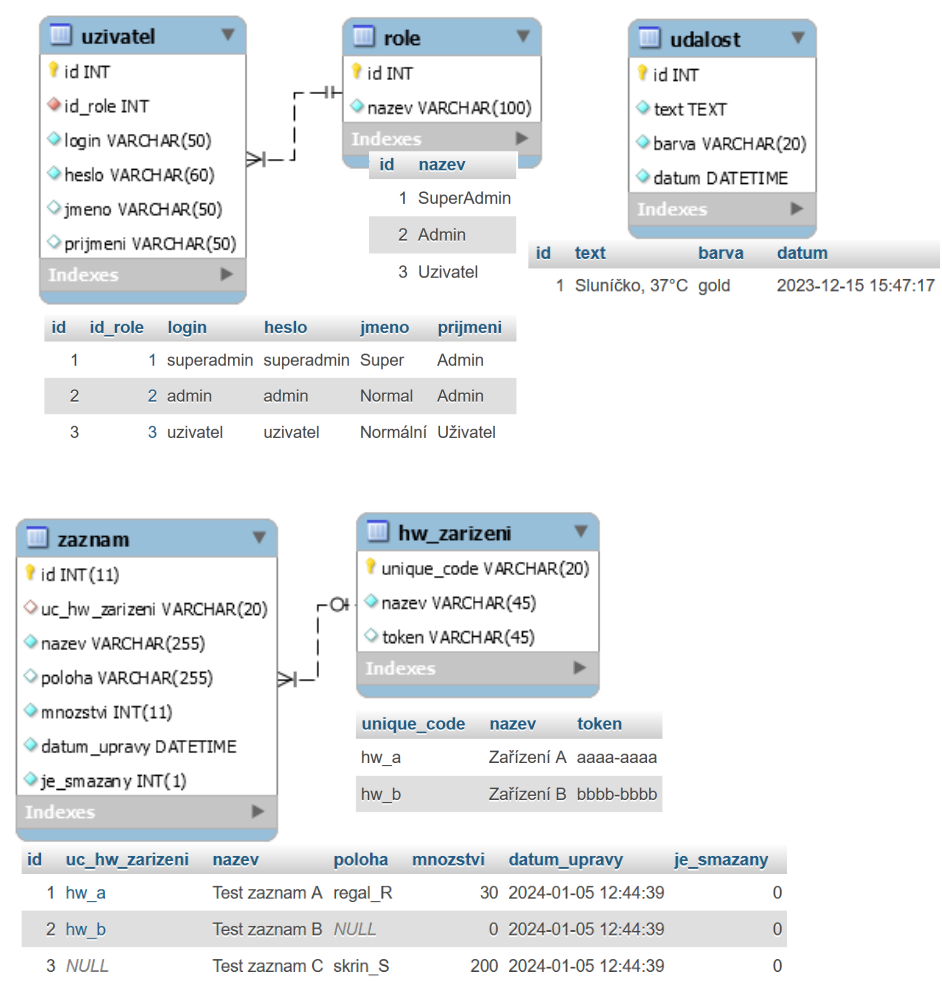 uzivatel
id INT
id_role INT
login VARCHAR(50)
heslo VARCHAR(60)
jmeno VARCHAR(50)
prijmeni VARCHAR(50)
Indexes
role
id INT
nazev VARCHAR(100)
Indexes
id nazev
1 SuperAdmin
2 Admin
3 Uzivatel
udalost
id INT
text TEXT
barva VARCHAR(20)
datum DATETIME
Indexes
id text barva datum
1 Sluníčko, 37°C gold 2023-12-15 15:47:17
id id_role login heslo jmeno prijmeni
1 1 superadmin superadmin Super Admin
2 2 admin admin Normal Admin
3 3 uzivatel uzivatel Normální Uživatel
zaznam
id INT(11)
uc_hw_zarizeni VARCHAR(20)
nazev VARCHAR(255)
poloha VARCHAR(255)
mnozstvi INT(11)
datum_upravy DATETIME
je_smazany INT(1)
Indexes
hw_zarizeni
unique_code VARCHAR(20)
nazev VARCHAR(45)
token VARCHAR(45)
Indexes
unique_code nazev token
hw_a Zařízení A aaaa-aaaa
hw_b Zařízení B bbbb-bbbb
id uc_hw_zarizeni nazev poloha mnozstvi datum_upravy je_smazany
1 hw_a Test zaznam A regal_R 30 2024-01-05 12:44:39 0
2 hw_b Test zaznam B NULL 0 2024-01-05 12:44:39 0
3 NULL Test zaznam C skrin_S 200 2024-01-05 12:44:39 0